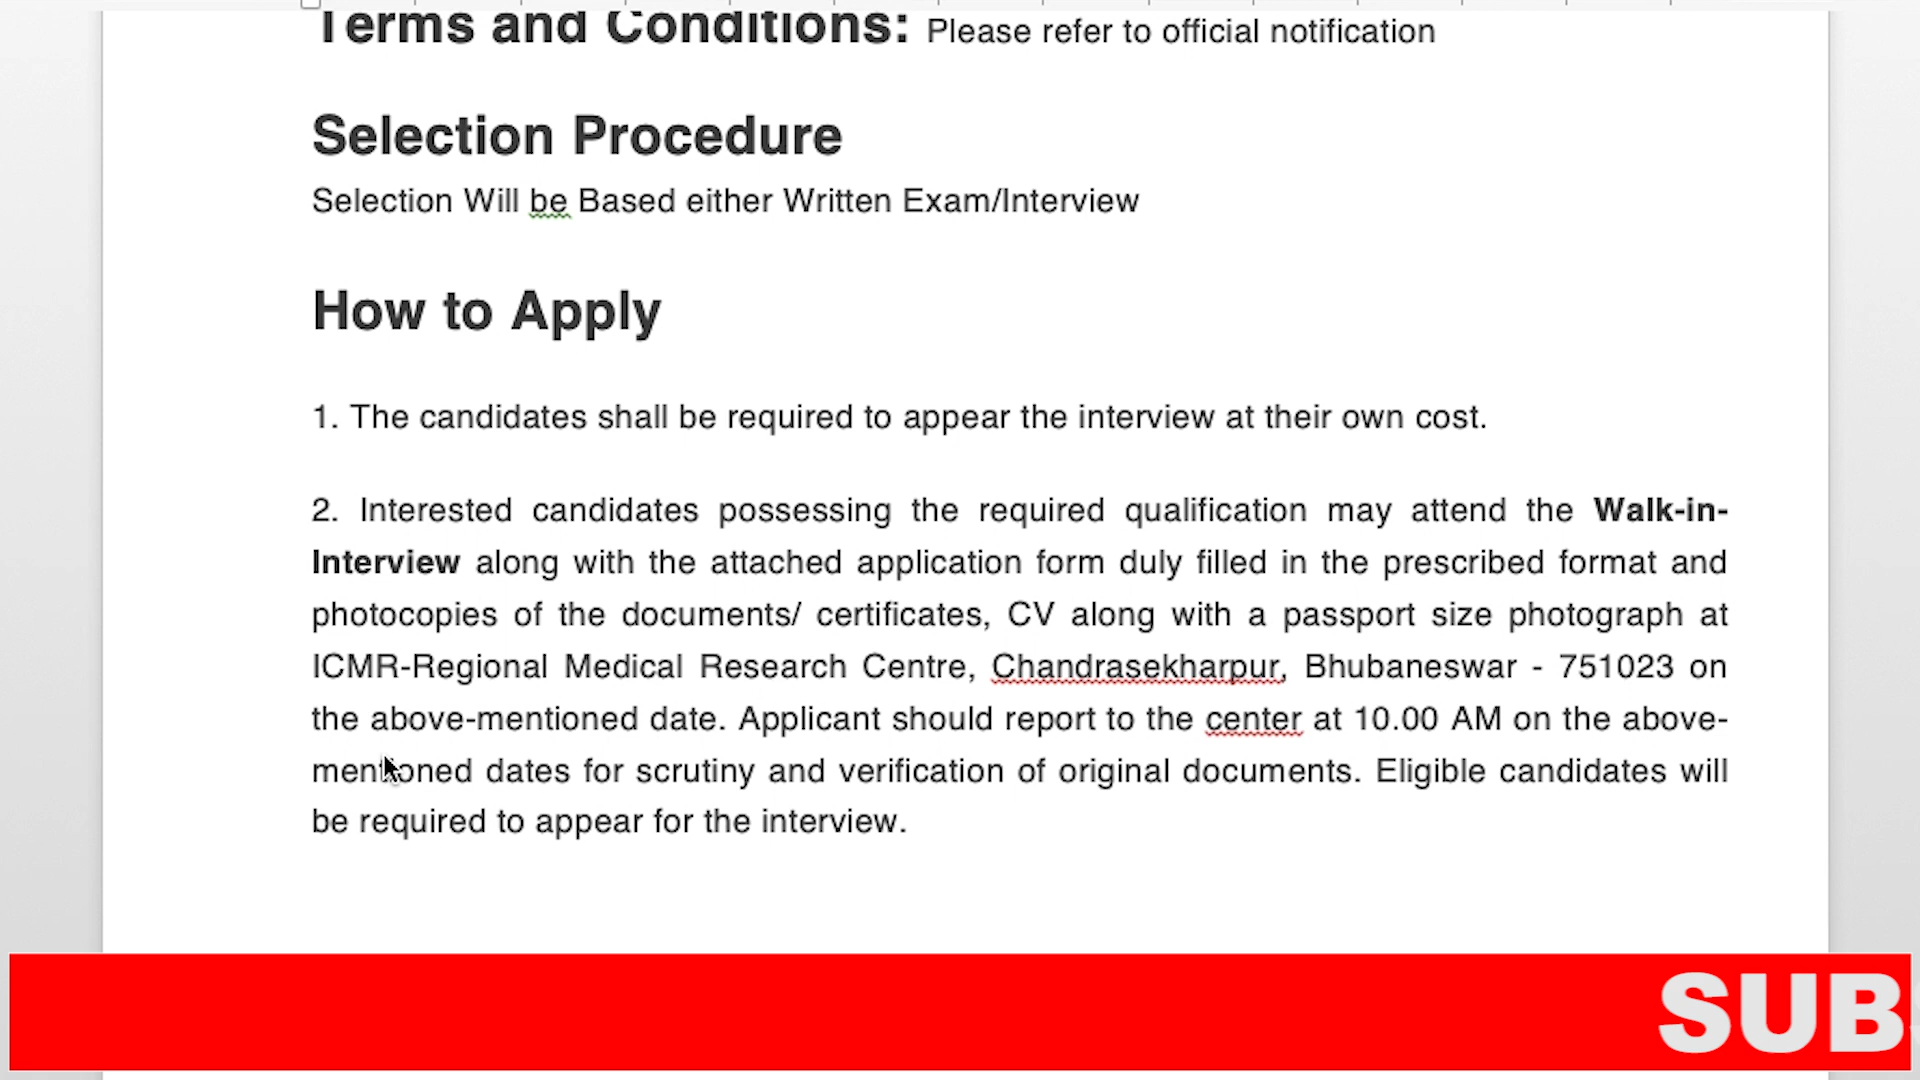 Terms and Conditions: Please refer to official notification
Selection Procedure
Selection Will be Based either Written Exam/Interview
How to Apply
1. The candidates shall be required to appear the interview at their own cost.
2. Interested candidates possessing the required qualification may attend the Walk-in-
Interview along with the attached application form duly filled in the prescribed format and
photocopies of the documents/ certificates, CV along with a passport size photograph at
ICMR-Regional Medical Research Centre, Chandrasekharpur, Bhubaneswar - 751023 on
the above-mentioned date. Applicant should report to the center at 10.00 AM on the above-
mentioned dates for scrutiny and verification of original documents. Eligible candidates will
be required to appear for the interview.
SUB